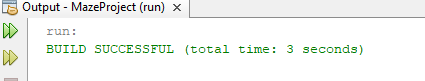 Output - MazeProject (run) ×
run:
BUILD SUCCESSFUL (total time: 3 seconds)